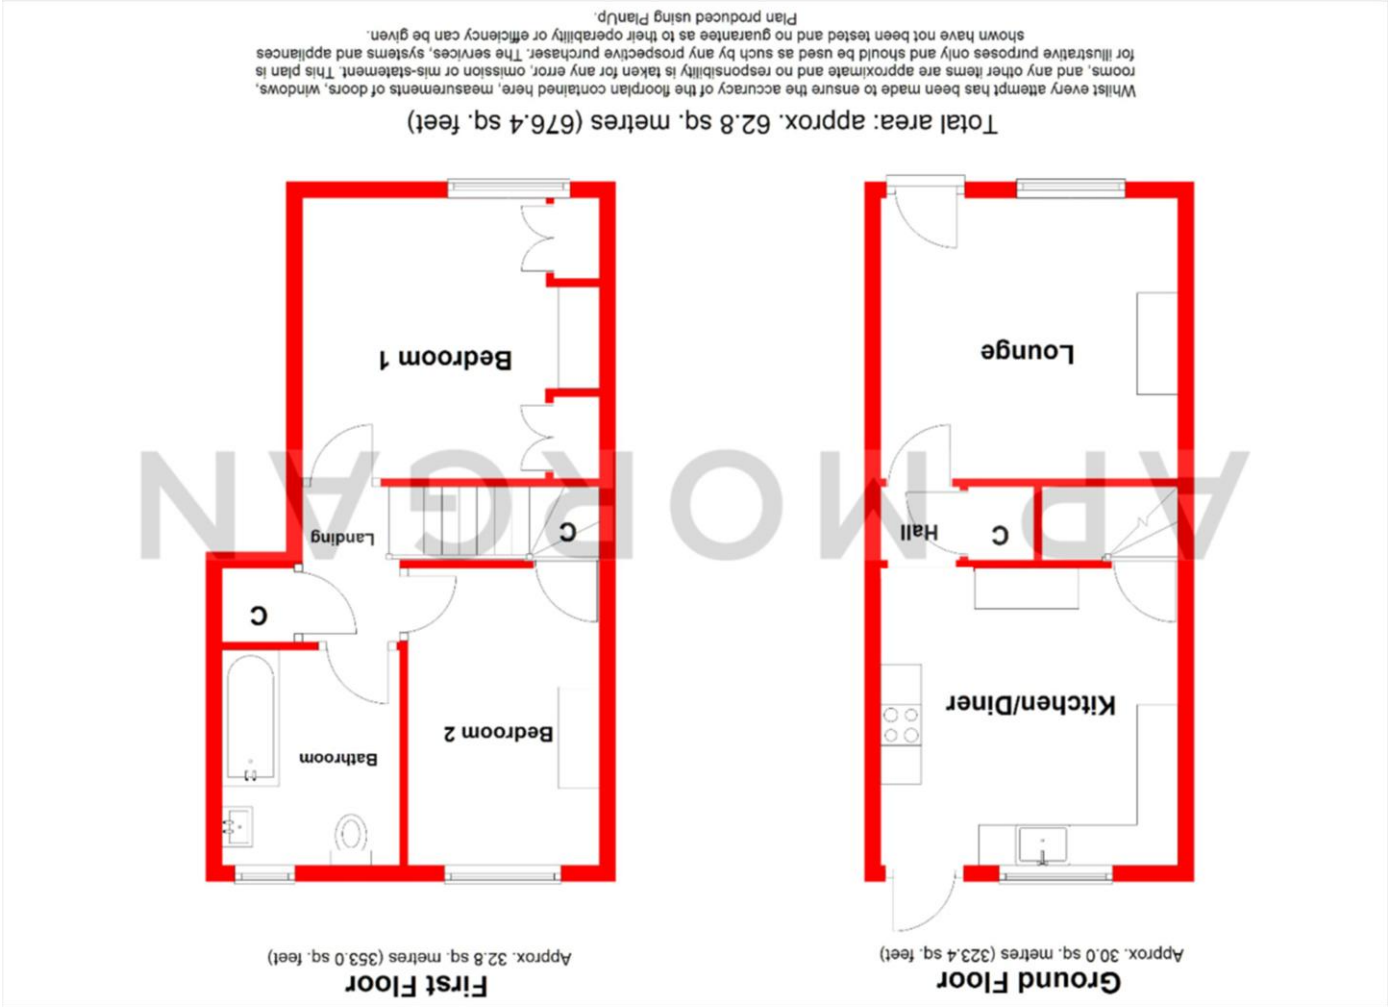 Ground Floor
Approx. 30.0 sq. metres (323.4 sq. feet)
Kitchen/Diner
C
Hall
Lounge
First Floor
Approx. 32.8 sq. metres (353.0 sq. feet)
Bedroom 2
Bathroom
C
C
Landing
Bedroom 1
AP MORGAN
Total area: approx. 62.8 sq. metres (676.4 sq. feet)
Whilst every attempt has been made to ensure the accuracy of the floorplan contained here, measurements of doors, windows,
rooms, and any other items are approximate and no responsibility is taken for any error, omission or mis-statement. This plan is
for illustrative purposes only and should be used as such by any prospective purchaser. The services, systems and appliances
shown have not been tested and no guarantee as to their operability or efficiency can be given.
Plan produced using PlanUp.